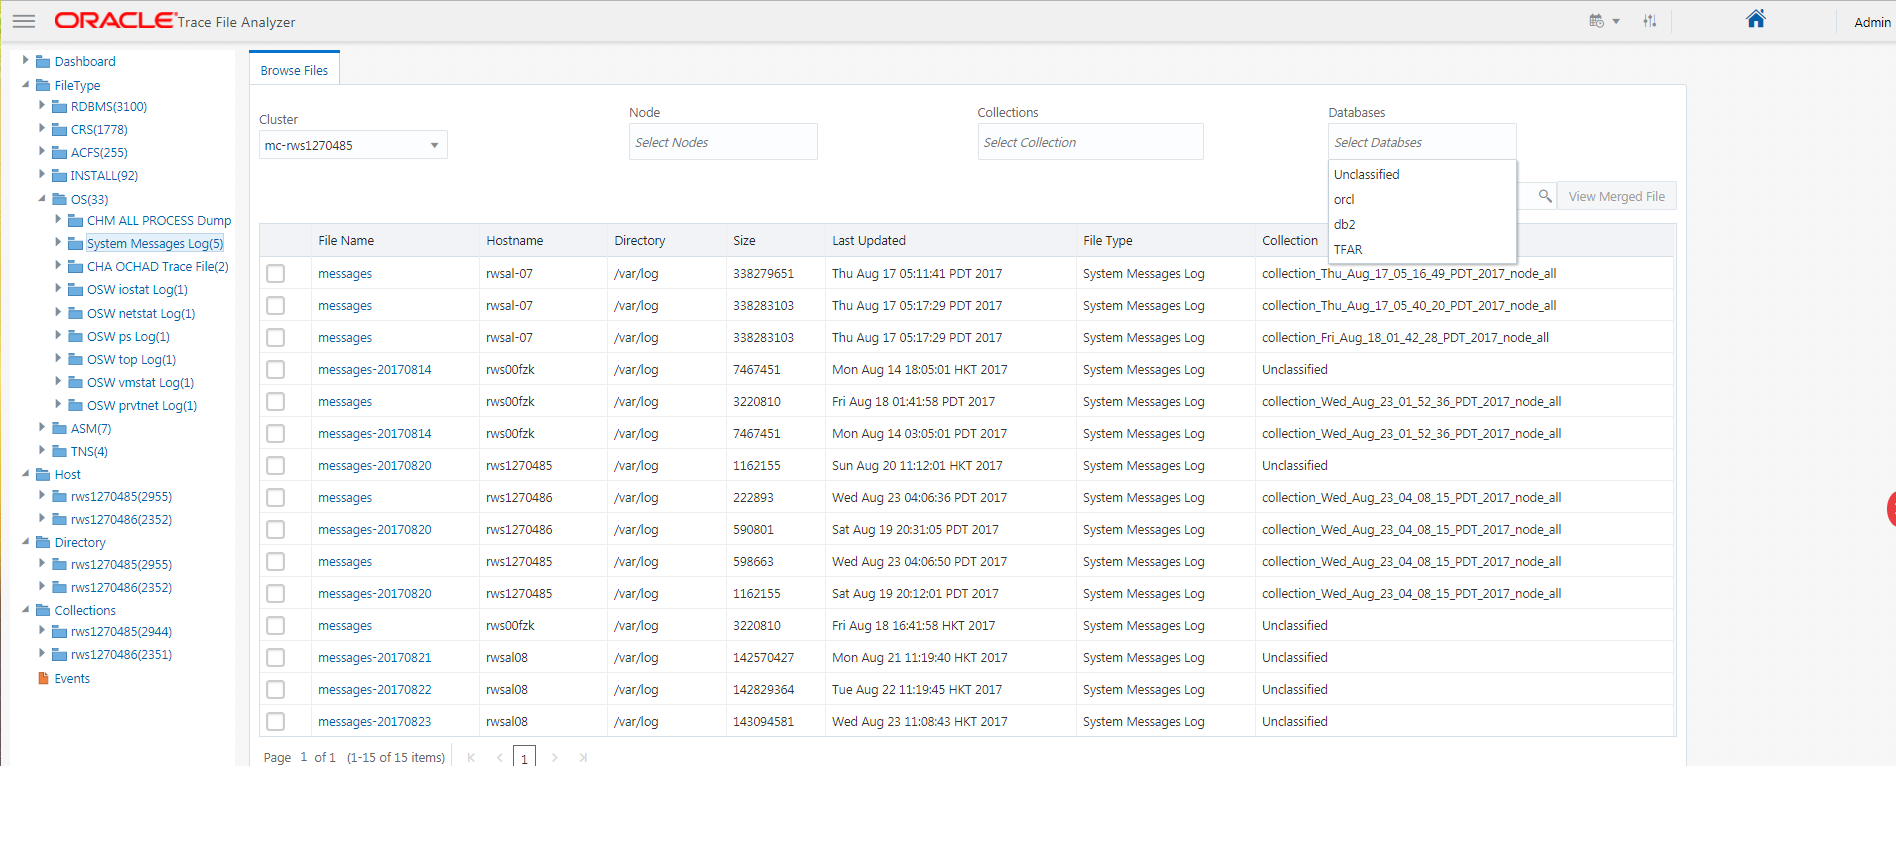 ORACLE Trace File Analyzer
Admin
Dashboard
FileType
RDBMS(3100)
CRS(1778)
ACFS(255)
INSTALL(92)
OS(33)
CHM ALL PROCESS Dump
System Messages Log(5)
CHA OCHAD Trace File(2)
OSW iostat Log(1)
OSW netstat Log(1)
OSW ps Log(1)
OSW top Log(1)
OSW vmstat Log(1)
OSW prvtnet Log(1)
ASM(7)
TNS(4)
Host
rws1270485(2955)
rws1270486(2352)
Directory
rws1270485(2955)
rws1270486(2352)
Collections
rws1270485(2944)
rws1270486(2351)
Events
Browse Files
Cluster
mc-rws1270485
Node
Select Nodes
Collections
Select Collection
Databases
Select Databses
Unclassified
orcl
db2
TFAR
View Merged File
File Name Hostname Directory Size Last Updated File Type Collection
messages rwsal-07 /var/log 338279651 Thu Aug 17 05:11:41 PDT 2017 System Messages Log collection_Thu_Aug_17_05_16_49_PDT_2017_node_all
messages rwsal-07 /var/log 338283103 Thu Aug 17 05:17:29 PDT 2017 System Messages Log collection_Thu_Aug_17_05_40_20_PDT_2017_node_all
messages rwsal-07 /var/log 338283103 Thu Aug 17 05:17:29 PDT 2017 System Messages Log collection_Fri_Aug_18_01_42_28_PDT_2017_node_all
messages-20170814 rws00fzk /var/log 7467451 Mon Aug 14 18:05:01 HKT 2017 System Messages Log Unclassified
messages rws00fzk /var/log 3220810 Fri Aug 18 01:41:58 PDT 2017 System Messages Log collection_Wed_Aug_23_01_52_36_PDT_2017_node_all
messages-20170814 rws00fzk /var/log 7467451 Mon Aug 14 03:05:01 PDT 2017 System Messages Log collection_Wed_Aug_23_01_52_36_PDT_2017_node_all
messages-20170820 rws1270485 /var/log 1162155 Sun Aug 20 11:12:01 HKT 2017 System Messages Log Unclassified
messages rws1270486 /var/log 222893 Wed Aug 23 04:06:36 PDT 2017 System Messages Log collection_Wed_Aug_23_04_08_15_PDT_2017_node_all
messages-20170820 rws1270486 /var/log 590801 Sat Aug 19 20:31:05 PDT 2017 System Messages Log collection_Wed_Aug_23_04_08_15_PDT_2017_node_all
messages rws1270485 /var/log 598663 Wed Aug 23 04:06:50 PDT 2017 System Messages Log collection_Wed_Aug_23_04_08_15_PDT_2017_node_all
messages-20170820 rws1270485 /var/log 1162155 Sat Aug 19 20:12:01 PDT 2017 System Messages Log collection_Wed_Aug_23_04_08_15_PDT_2017_node_all
messages rws00fzk /var/log 3220810 Fri Aug 18 16:41:58 HKT 2017 System Messages Log Unclassified
messages-20170821 rwsal08 /var/log 142570427 Mon Aug 21 11:19:40 HKT 2017 System Messages Log Unclassified
messages-20170822 rwsal08 /var/log 142829364 Tue Aug 22 11:19:45 HKT 2017 System Messages Log Unclassified
messages-20170823 rwsal08 /var/log 143094581 Wed Aug 23 11:08:43 HKT 2017 System Messages Log Unclassified
Page 1 of 1 (1-15 of 15 items) 1